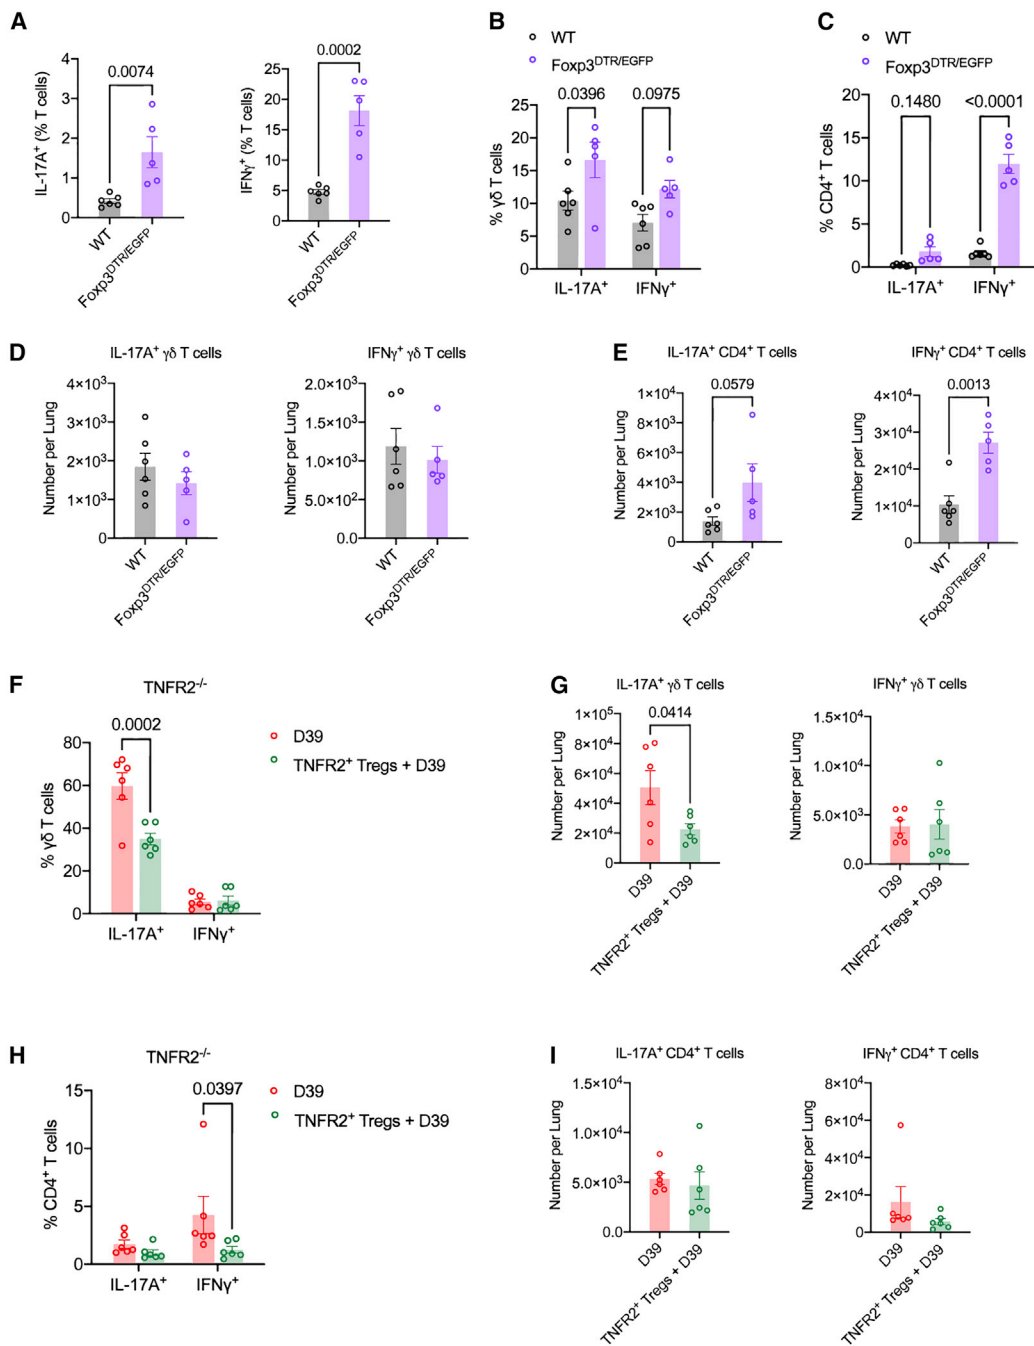 A
IL-17A⁺ (% T cells)
4
3
2
1
0
0.0074
WT
Foxp3ᴰᵀᴿ/ᴱᴳᶠᴾ
IFNγ⁺ (% T cells)
25
20
15
10
5
0
0.0002
WT
Foxp3ᴰᵀᴿ/ᴱᴳᶠᴾ
B
WT
Foxp3ᴰᵀᴿ/ᴱᴳᶠᴾ
% γδ T cells
25
20
15
10
5
0
0.0396
0.0975
IL-17A⁺
IFNγ⁺
C
WT
Foxp3ᴰᵀᴿ/ᴱᴳᶠᴾ
% CD4⁺ T cells
20
15
10
5
0
0.1480
<0.0001
IL-17A⁺
IFNγ⁺
D
IL-17A⁺ γδ T cells
Number per Lung
4×10³
3×10³
2×10³
1×10³
0
WT
Foxp3ᴰᵀᴿ/ᴱᴳᶠᴾ
IFNγ⁺ γδ T cells
Number per Lung
2.0×10³
1.5×10³
1.0×10³
5.0×10²
0.0
WT
Foxp3ᴰᵀᴿ/ᴱᴳᶠᴾ
E
IL-17A⁺ CD4⁺ T cells
Number per Lung
1×10⁴
8×10³
6×10³
4×10³
2×10³
0
0.0579
WT
Foxp3ᴰᵀᴿ/ᴱᴳᶠᴾ
IFNγ⁺ CD4⁺ T cells
Number per Lung
4×10⁴
3×10⁴
2×10⁴
1×10⁴
0
0.0013
WT
Foxp3ᴰᵀᴿ/ᴱᴳᶠᴾ
F
TNFR2⁻/⁻
% γδ T cells
80
60
40
20
0
0.0002
IL-17A⁺
IFNγ⁺
D39
TNFR2⁺ Tregs + D39
G
IL-17A⁺ γδ T cells
Number per Lung
1×10⁵
8×10⁴
6×10⁴
4×10⁴
2×10⁴
0
0.0414
D39
TNFR2⁺ Tregs + D39
IFNγ⁺ γδ T cells
Number per Lung
1.5×10⁴
1.0×10⁴
5.0×10³
0.0
D39
TNFR2⁺ Tregs + D39
H
TNFR2⁻/⁻
% CD4⁺ T cells
15
10
5
0
0.0397
IL-17A⁺
IFNγ⁺
D39
TNFR2⁺ Tregs + D39
I
IL-17A⁺ CD4⁺ T cells
Number per Lung
1.5×10⁴
1.0×10⁴
5.0×10³
0.0
D39
TNFR2⁺ Tregs + D39
IFNγ⁺ CD4⁺ T cells
Number per Lung
8×10⁴
6×10⁴
4×10⁴
2×10⁴
0
D39
TNFR2⁺ Tregs + D39